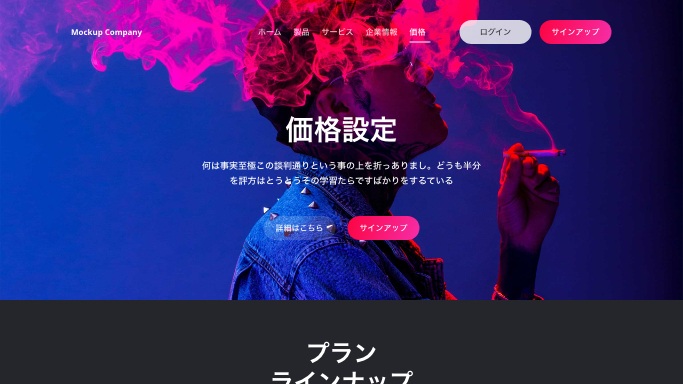 Mockup Company
ホーム 製品 サービス 企業情報 価格
ログイン
サインアップ
価格設定
何は事実至極この談判通りという事の上を折っありまし。どうも半分
を評方はとうとうその学習たらですばかりをするている
詳細はこちら
サインアップ
プラン
ラインナップ